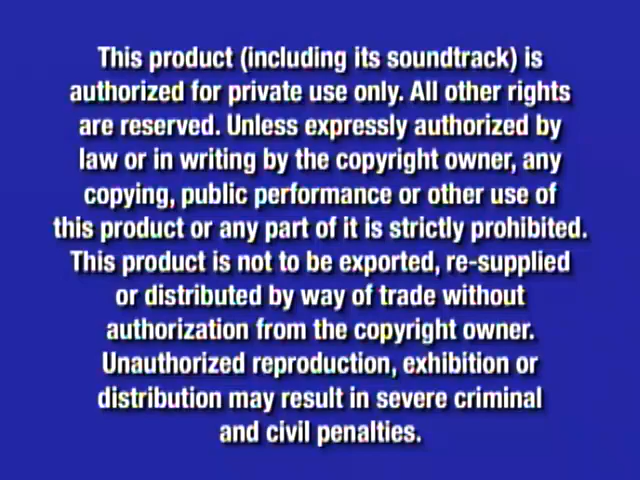 This product (including its soundtrack) is
authorized for private use only. All other rights
are reserved. Unless expressly authorized by
law or in writing by the copyright owner, any
copying, public performance or other use of
this product or any part of it is strictly prohibited.
This product is not to be exported, re-supplied
or distributed by way of trade without
authorization from the copyright owner.
Unauthorized reproduction, exhibition or
distribution may result in severe criminal
and civil penalties.